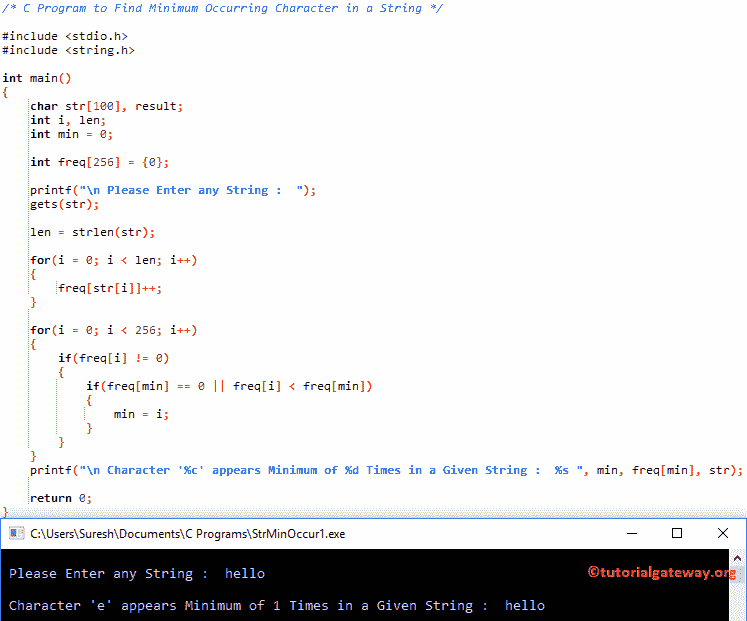 /* C Program to Find Minimum Occurring Character in a String */
#include <stdio.h>
#include <string.h>
int main()
{
char str[100], result;
int i, len;
int min = 0;
int freq[256] = {0};
printf("\n Please Enter any String :  ");
gets(str);
len = strlen(str);
for(i = 0; i < len; i++)
{
freq[str[i]]++;
}
for(i = 0; i < 256; i++)
{
if(freq[i] != 0)
{
if(freq[min] == 0 || freq[i] < freq[min])
{
min = i;
}
}
}
printf("\n Character '%c' appears Minimum of %d Times in a Given String :  %s ", min, freq[min], str);
return 0;
}
C:\Users\Suresh\Documents\C Programs\StrMinOccur1.exe
Please Enter any String :  hello
©tutorialgateway.org
Character 'e' appears Minimum of 1 Times in a Given String :  hello